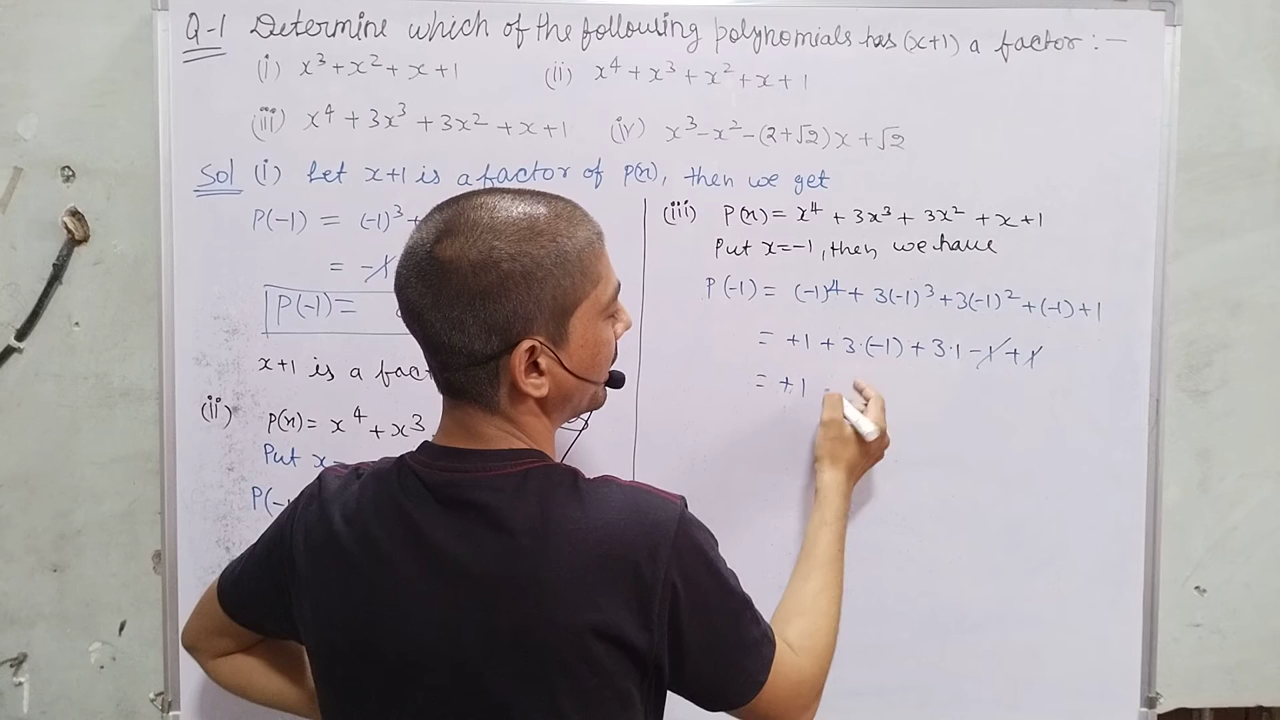 Q-1 Determine which of the following polynomials has (x+1) a factor :-
(i) x³+x²+x+1 (ii) x⁴+x³+x²+x+1
(iii) x⁴+3x³+3x²+x+1 (iv) x³-x²-(2+√2)x+√2
Sol (i) Let x+1 is a factor of P(x), then we get
P(-1) = (-1)³+
= -1
P(-1) =
x+1 is a
(ii) P(x) = x⁴+x³
Put x
P(-
(iii) P(x) = x⁴+3x³+3x²+x+1
Put x=-1, then we have
P(-1) = (-1)⁴+3(-1)³+3(-1)²+(-1)+1
= +1+3·(-1)+3·1-1+1
= +1